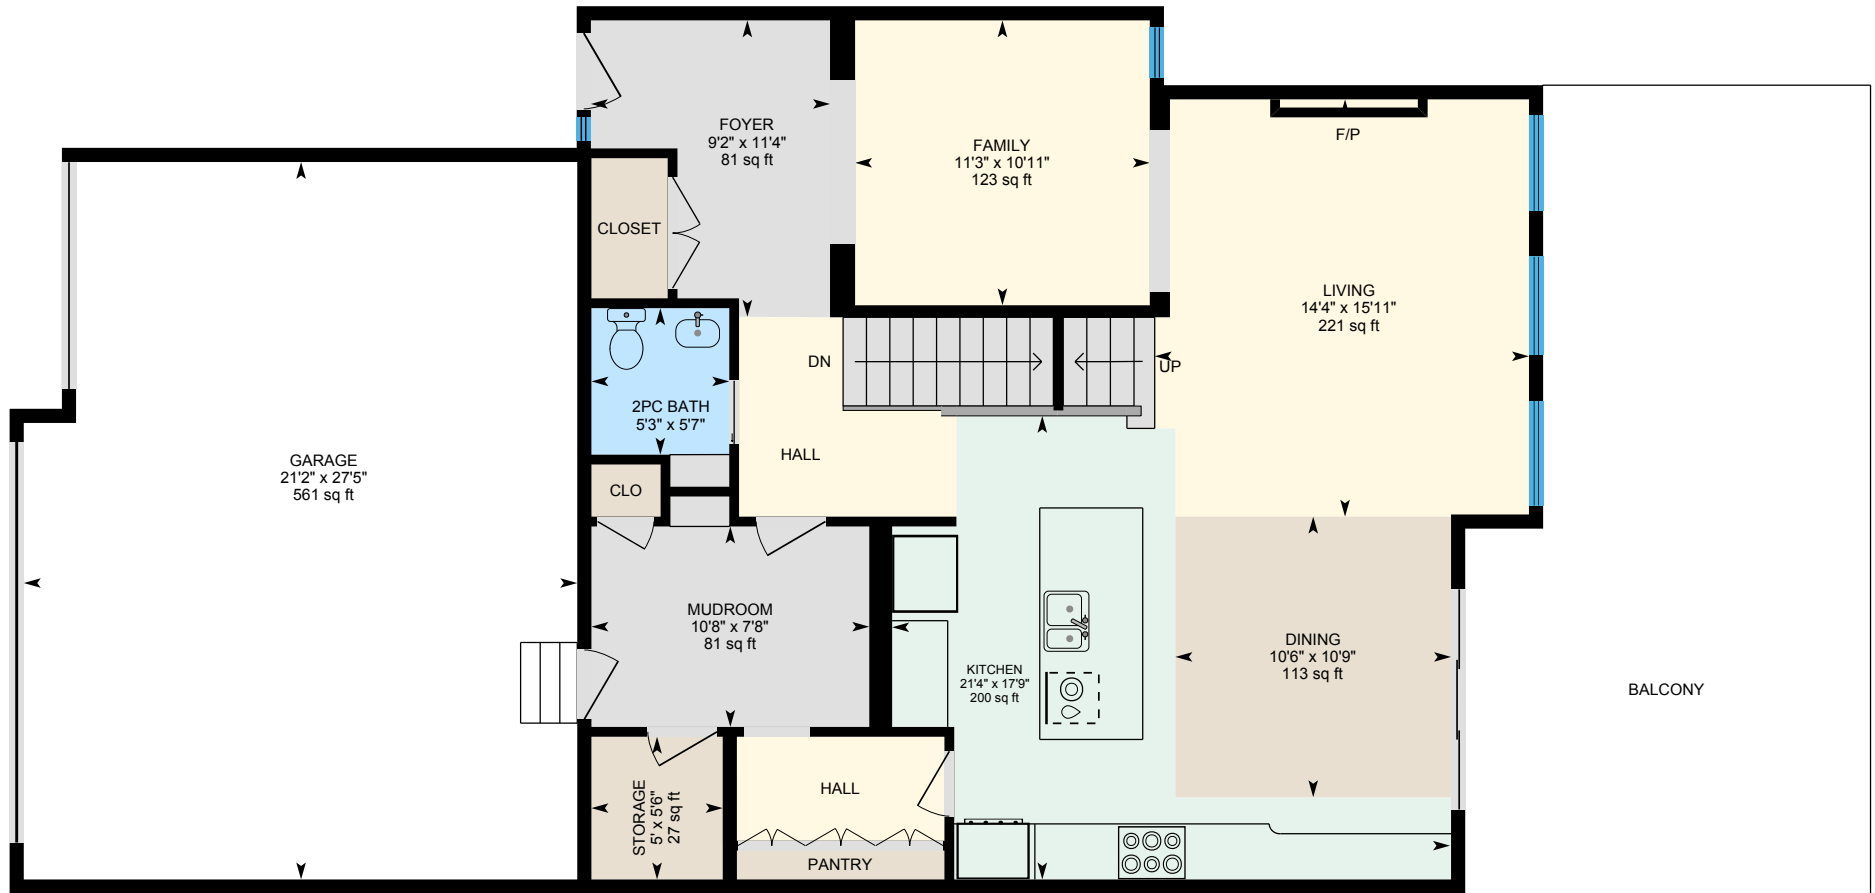 FOYER
9'2" x 11'4"
81 sq ft
FAMILY
11'3" x 10'11"
123 sq ft
F/P
CLOSET
LIVING
14'4" x 15'11"
221 sq ft
DN
UP
2PC BATH
5'3" x 5'7"
HALL
GARAGE
21'2" x 27'5"
561 sq ft
CLO
MUDROOM
10'8" x 7'8"
81 sq ft
KITCHEN
21'4" x 17'9"
200 sq ft
DINING
10'6" x 10'9"
113 sq ft
BALCONY
STORAGE
5' x 5'6"
27 sq ft
HALL
PANTRY